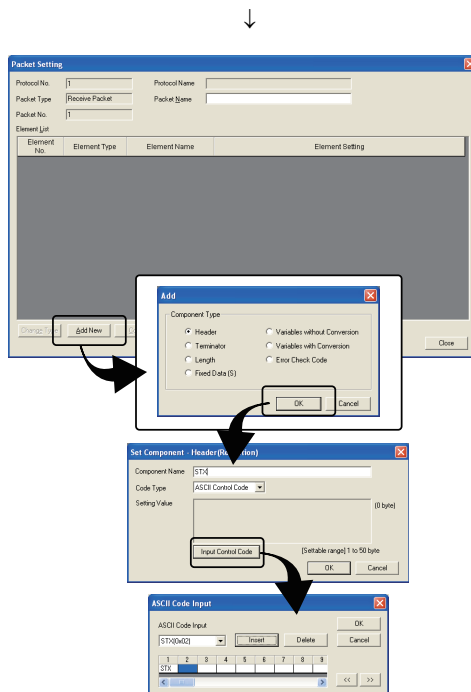 ↓
Packet Setting
Protocol No. 1 Protocol Name
Packet Type Receive Packet Packet Name
Packet No. 1
Element List
Element No. Element Type Element Name Element Setting
Change Type Add New
Close
Add
Component Type
Header Variables without Conversion
Terminator Variables with Conversion
Length Error Check Code
Fixed Data (S)
OK Cancel
Set Component - Header
Component Name STX
Code Type ASCII Control Code
Setting Value
(0 byte)
Input Control Code [Settable range] 1 to 50 byte
OK Cancel
ASCII Code Input
ASCII Code Input OK
STX(0x02) Insert Delete Cancel
1 2 3 4 5 6 7 8 9
STX
<< >>